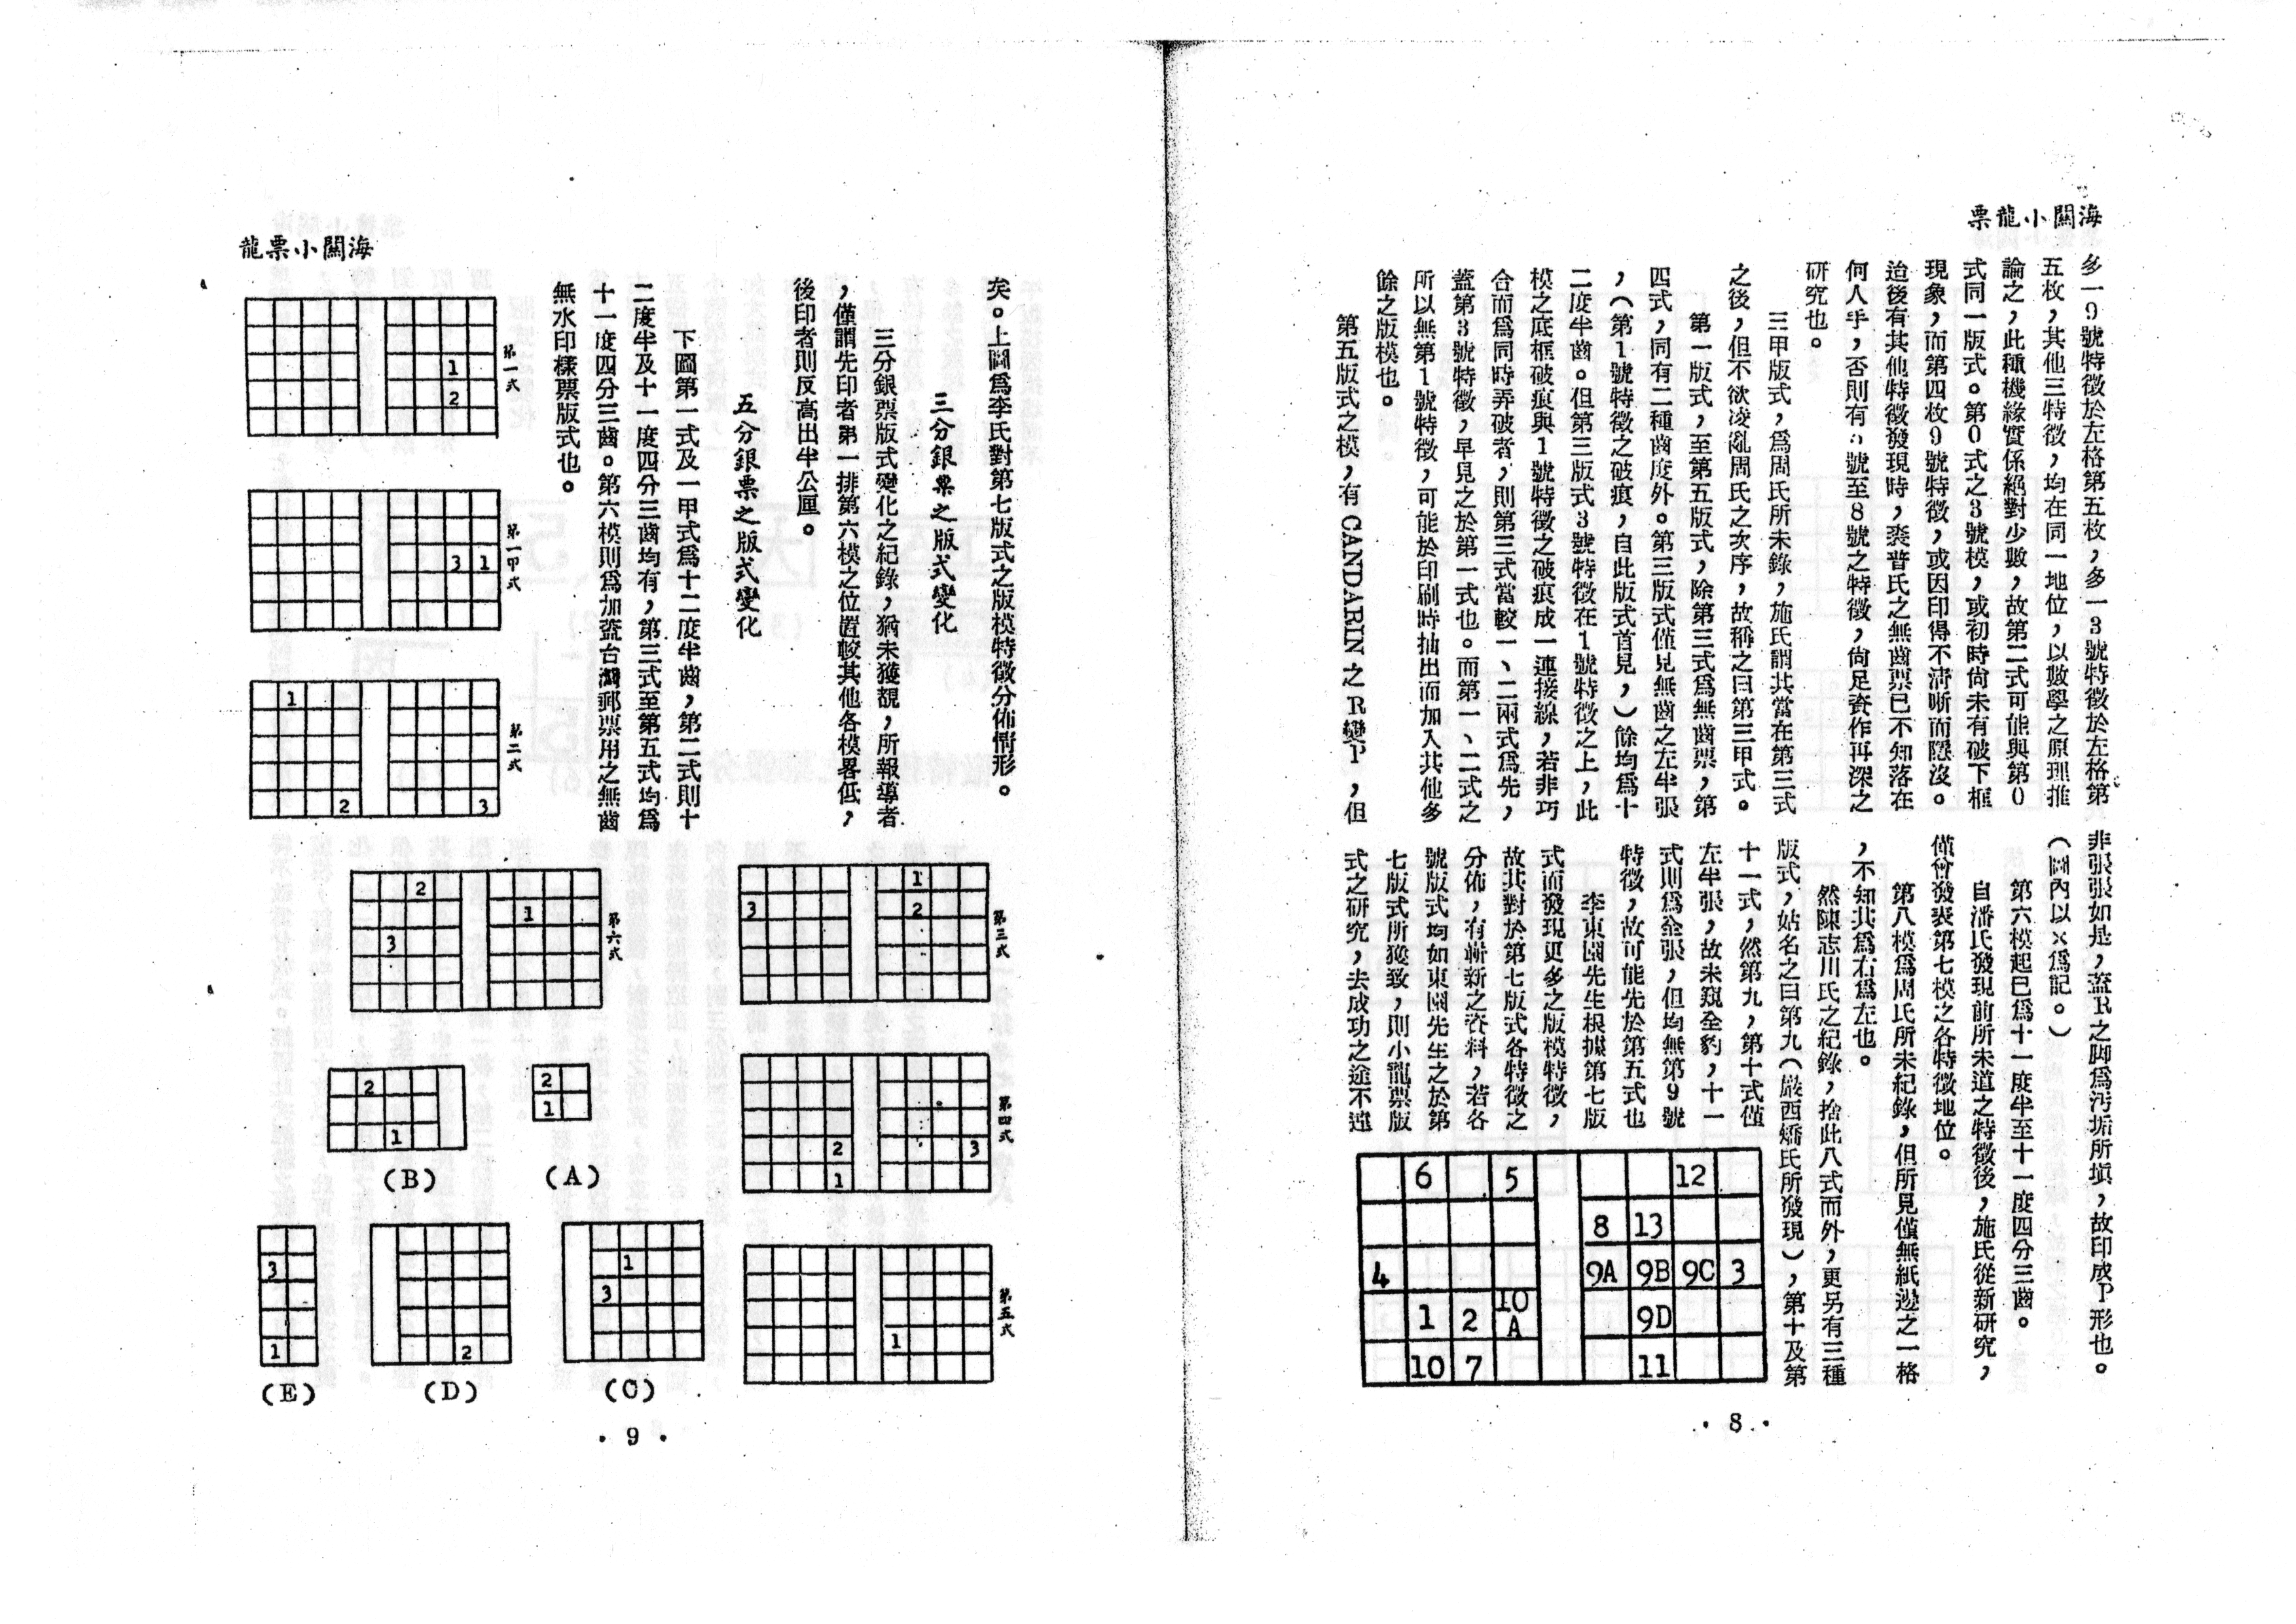 海關小龍票
多一9號特徵於左格第五枚，多一3號特徵於左格第
五枚，其他三特徵，均在同一地位，以數學之原理推
論之，此種機緣實係絕對少數，故第二式可能與第0
式同一版式。第0式之3號模，或初時尙未有破下框
現象，而第四枚9號特徵，或因印得不清晰而隱沒。
迨後有其他特徵發現時，裘普氏之無齒票已不知落在
何人乎，否則有 號至8號之特徵，尙足資作再深之
研究也。
三甲版式，爲周氏所未錄，施氏謂其當在第三式
之後，但不欲凌亂周氏之次序，故稱之曰第三甲式。
第一版式，至第五版式，除第三式爲無齒票，第
四式，同有二種齒度外。第三版式僅見無齒之左半張
，（第1號特徵之破痕，自此版式首見，）餘均爲十
二度半齒。但第三版式3號特徵在1號特徵之上，此
模之底框破痕與1號特徵之破痕成一連接線，若非巧
合而爲同時弄破者，則第三式當較一、二兩式爲先，
蓋第3號特徵，早見之於第一式也。而第一、二式之
所以無第1號特徵，可能於印刷時抽出而加入其他多
餘之版模也。
第五版式之模，有 CANDARIN 之 R 變 P，但
非張張如是，蓋R之脚爲汚垢所塡，故印成P形也。
（圖內以×爲記。）
第六模起已爲十一度半至十一度四分三齒。
自潘氏發現前所未道之特徵後，施氏從新研究，
僅曾發表第七模之各特徵地位。
第八模爲周氏所未紀錄，但所見僅無紙邊之一格
，不知其爲右爲左也。
然陳志川氏之紀錄，捨此八式而外，更另有三種
版式，姑名之曰第九（嚴西嶠氏所發現），第十及第
十一式，然第九，第十式僅
左半張，故未窺全豹，十一
式則爲全張，但均無第9號
特徵，故可能先於第五式也
李東園先生根據第七版
式而發現更多之版模特徵，
故其對於第七版式各特徵之
分佈，有嶄新之資料，若各
號版式均如東園先生之於第
七版式所獲致，則小龍票版
式之研究，去成功之途不遠
6 5 12
8 13
4 9A 9B 9C 3
1 2 10A 9D
10 7 11
·8·
海關小票龍
矣。上圖爲李氏對第七版式之版模特徵分佈情形。
三分銀票之版式變化
三分銀票版式變化之紀錄，猶未獲覩，所報導者
，僅謂先印者第一排第六模之位置較其他各模畧低，
後印者則反高出半公厘。
五分銀票之版式變化
下圖第一式及一甲式爲十二度半齒，第二式則十
二度半及十一度四分三齒均有，第三式至第五式均爲
十一度四分三齒。第六模則爲加蓋台灣郵票用之無齒
無水印樣票版式也。
第一式
1
2
第一甲式
3 1
第二式
1
2 3
第三式
1
3 2
第四式
2 3
1
第五式
1
第六式
2
1
3
2
1
(A)
2
1
(B)
1
3
(C)
2
(D)
3
1
(E)
·9·